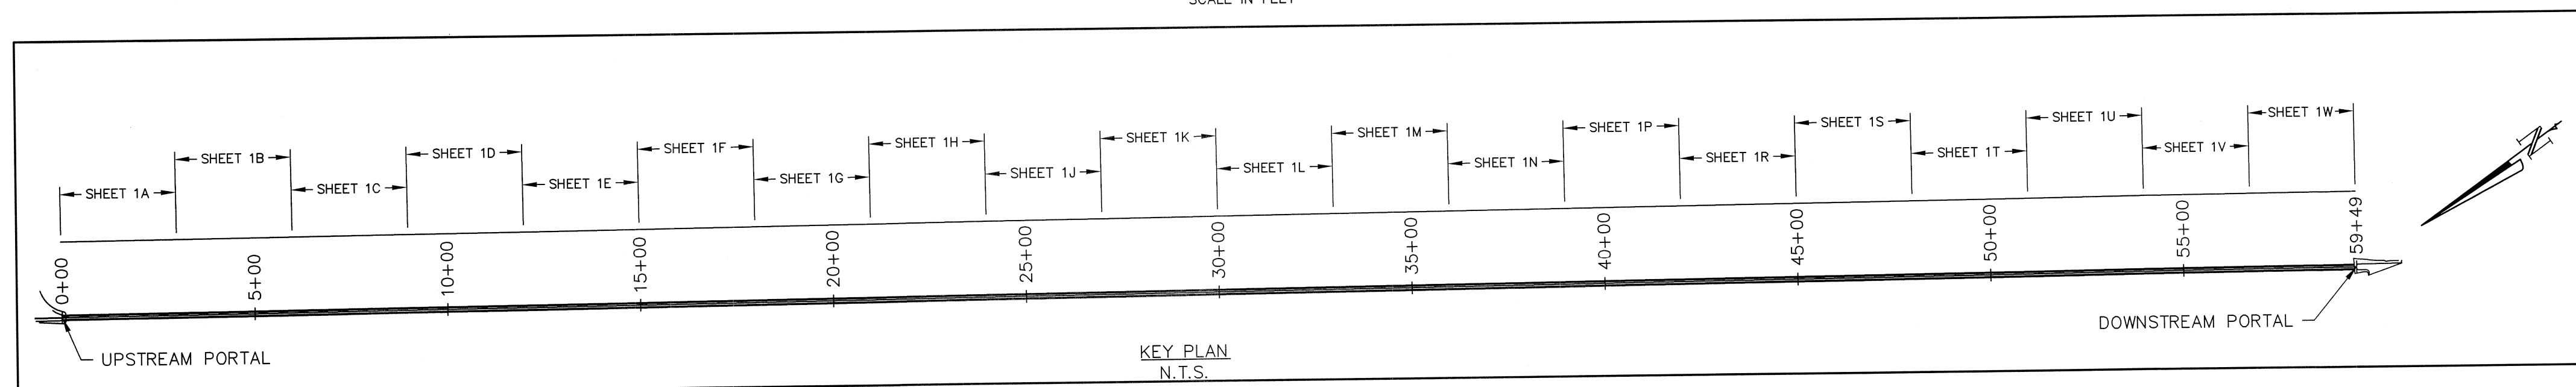 SCALE IN FEET
SHEET 1A
SHEET 1B
SHEET 1C
SHEET 1D
SHEET 1E
SHEET 1F
SHEET 1G
SHEET 1H
SHEET 1J
SHEET 1K
SHEET 1L
SHEET 1M
SHEET 1N
SHEET 1P
SHEET 1R
SHEET 1S
SHEET 1T
SHEET 1U
SHEET 1V
SHEET 1W
N
0+00
5+00
10+00
15+00
20+00
25+00
30+00
35+00
40+00
45+00
50+00
55+00
59+49
UPSTREAM PORTAL
DOWNSTREAM PORTAL
KEY PLAN
N.T.S.